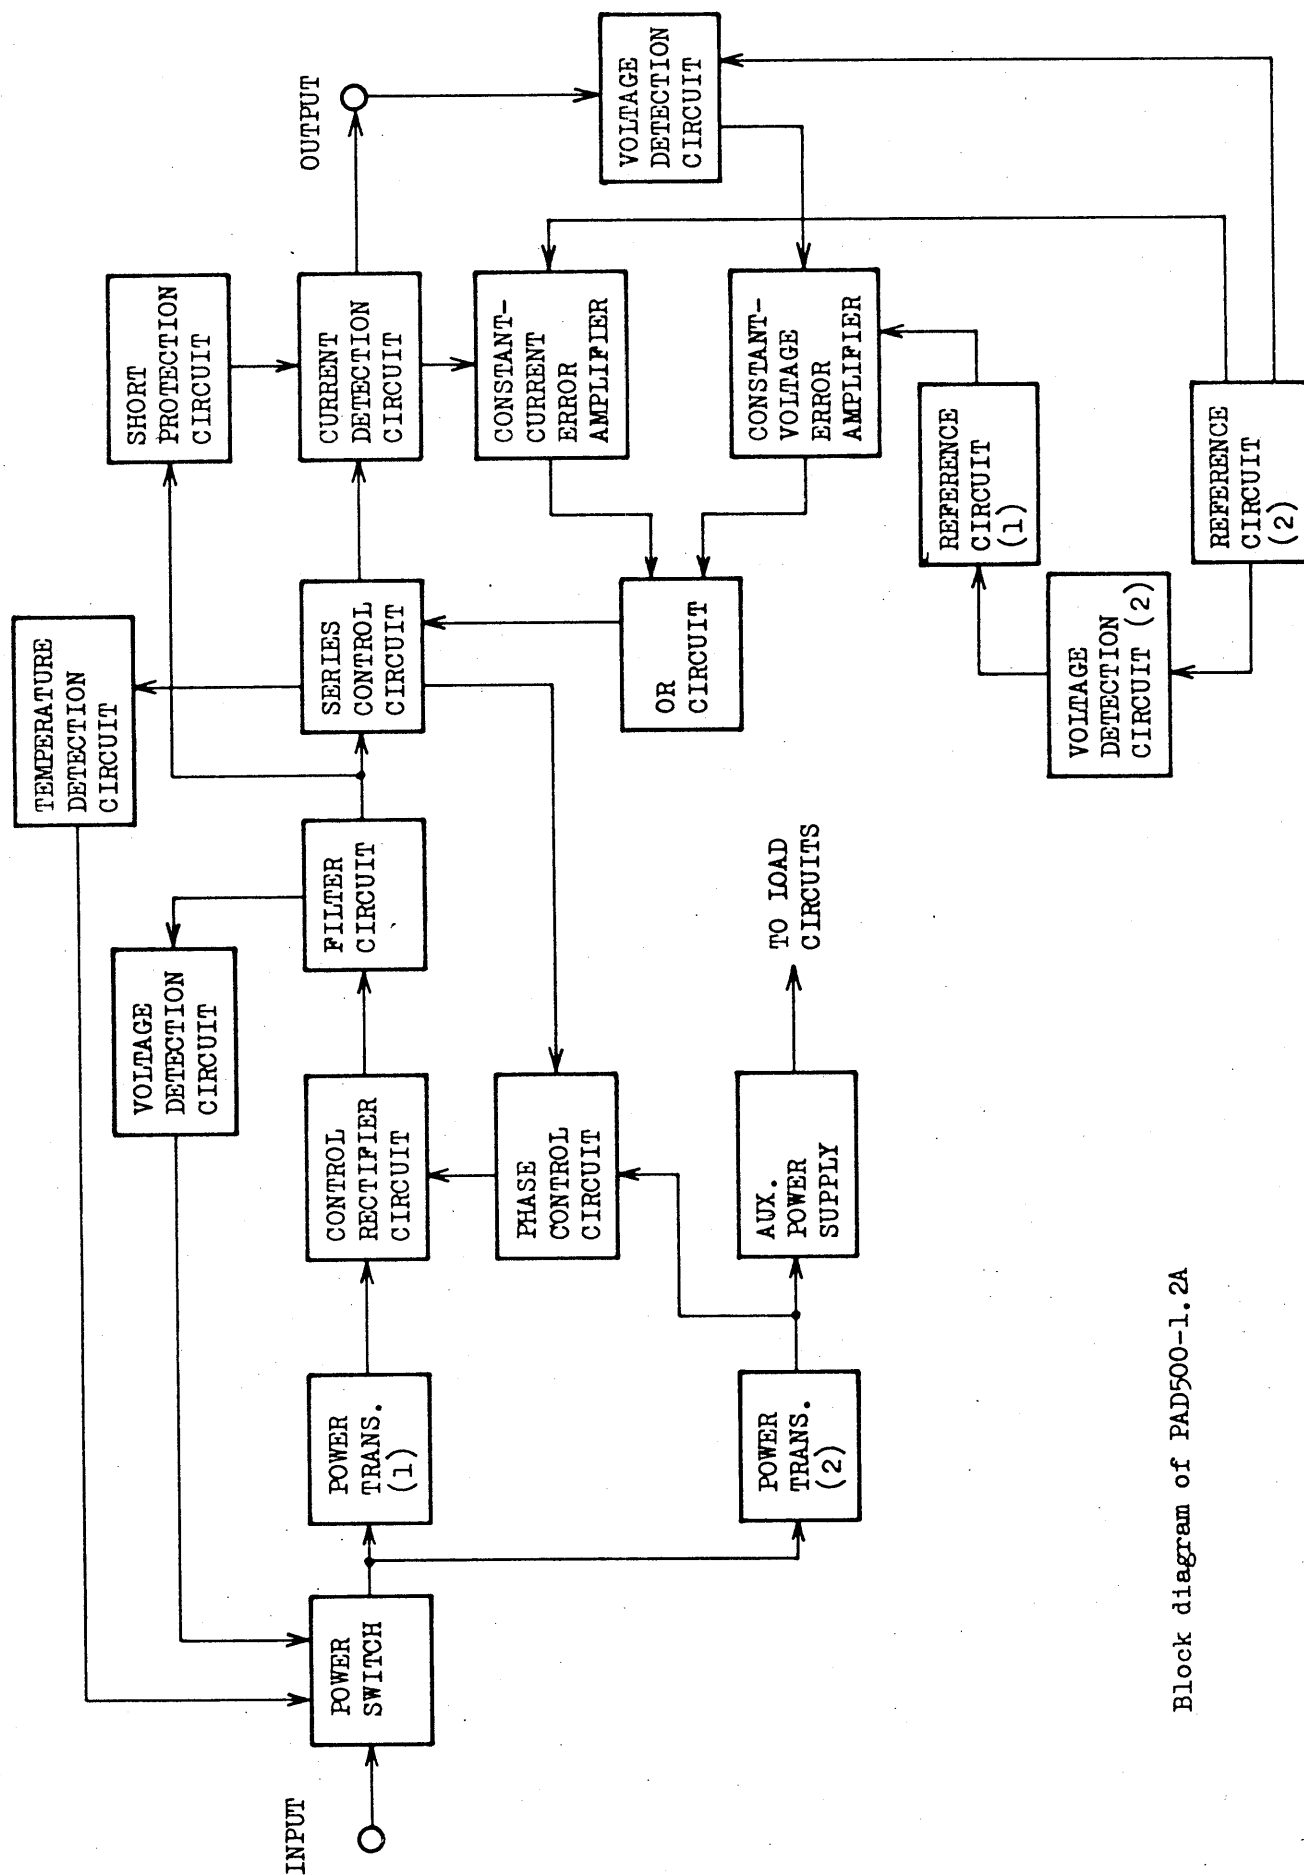 INPUT
POWER
SWITCH
POWER
TRANS.
(1)
POWER
TRANS.
(2)
CONTROL
RECTIFIER
CIRCUIT
PHASE
CONTROL
CIRCUIT
AUX.
POWER
SUPPLY
TO LOAD
CIRCUITS
VOLTAGE
DETECTION
CIRCUIT
FILTER
CIRCUIT
TEMPERATURE
DETECTION
CIRCUIT
SERIES
CONTROL
CIRCUIT
OR
CIRCUIT
SHORT
PROTECTION
CIRCUIT
CURRENT
DETECTION
CIRCUIT
CONSTANT-
CURRENT
ERROR
AMPLIFIER
CONSTANT-
VOLTAGE
ERROR
AMPLIFIER
REFERENCE
CIRCUIT
(1)
VOLTAGE
DETECTION
CIRCUIT (2)
REFERENCE
CIRCUIT
(2)
OUTPUT
VOLTAGE
DETECTION
CIRCUIT
Block diagram of PAD500-1.2A